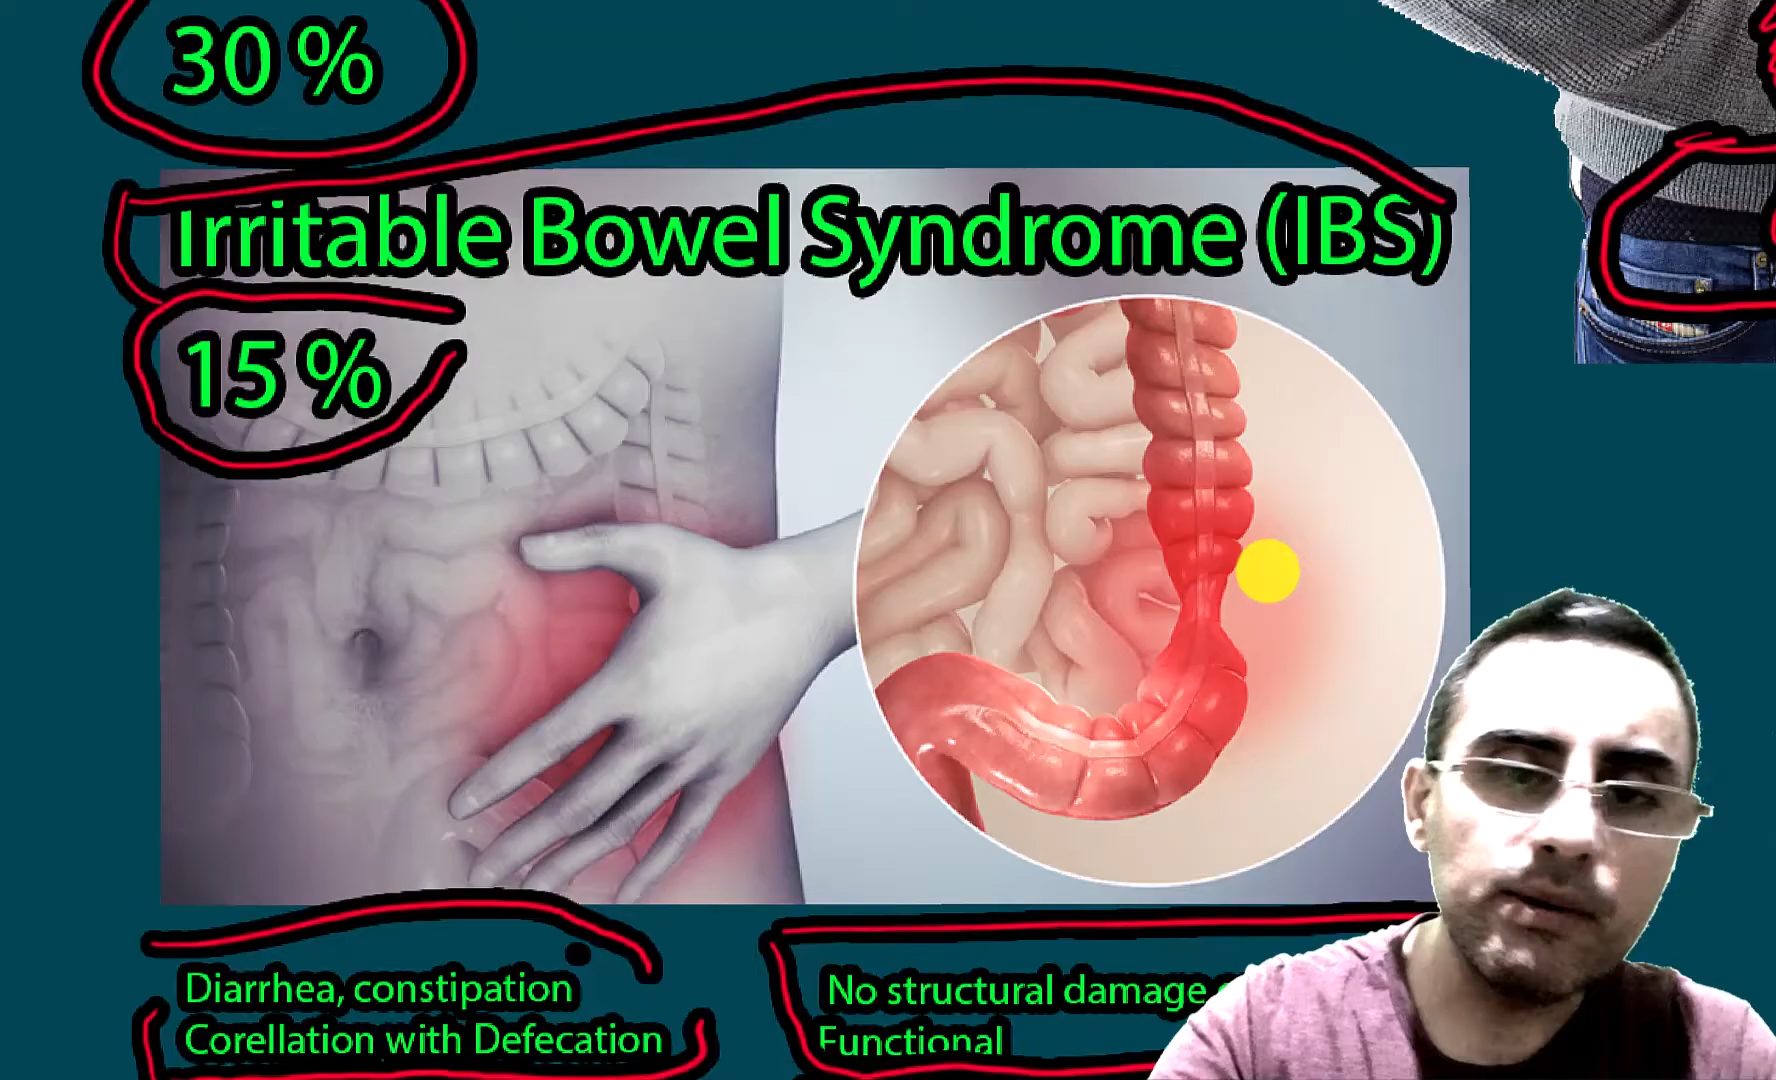 30 %
Irritable Bowel Syndrome (IBS)
15 %
Diarrhea, constipation
Corellation with Defecation
No structural damage
Functional